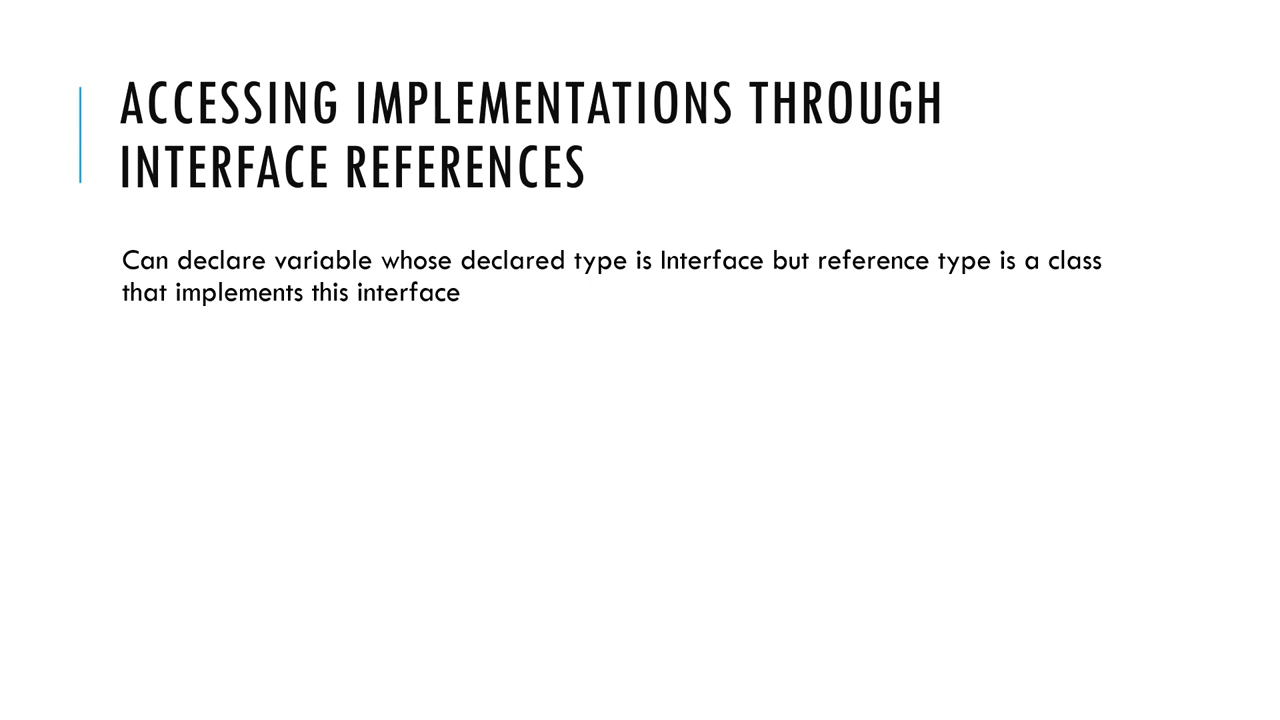 ACCESSING IMPLEMENTATIONS THROUGH
INTERFACE REFERENCES
Can declare variable whose declared type is Interface but reference type is a class
that implements this interface